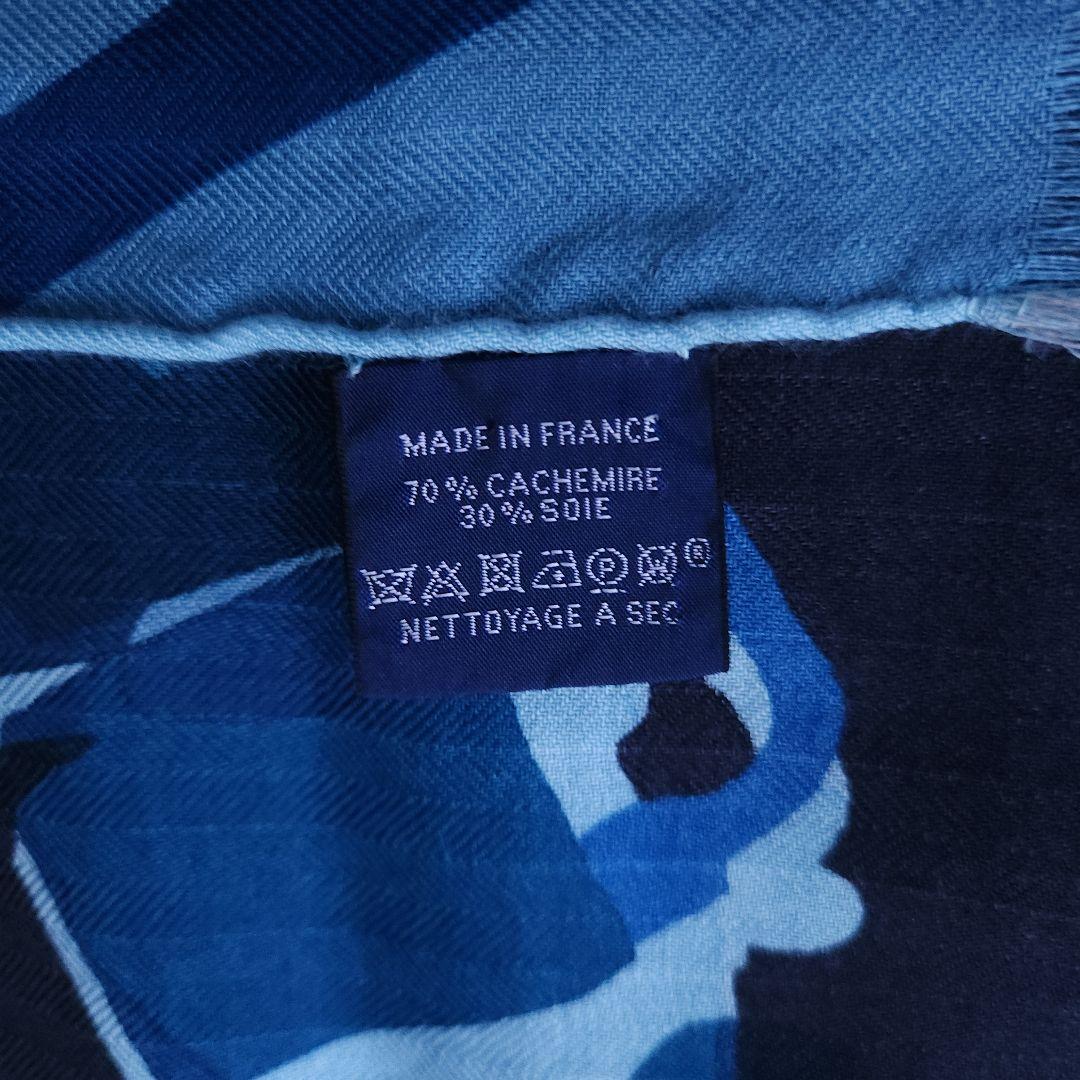 MADE IN FRANCE
70% CACHEMIRE
30% SOIE
P W ®
NETTOYAGE A SEC